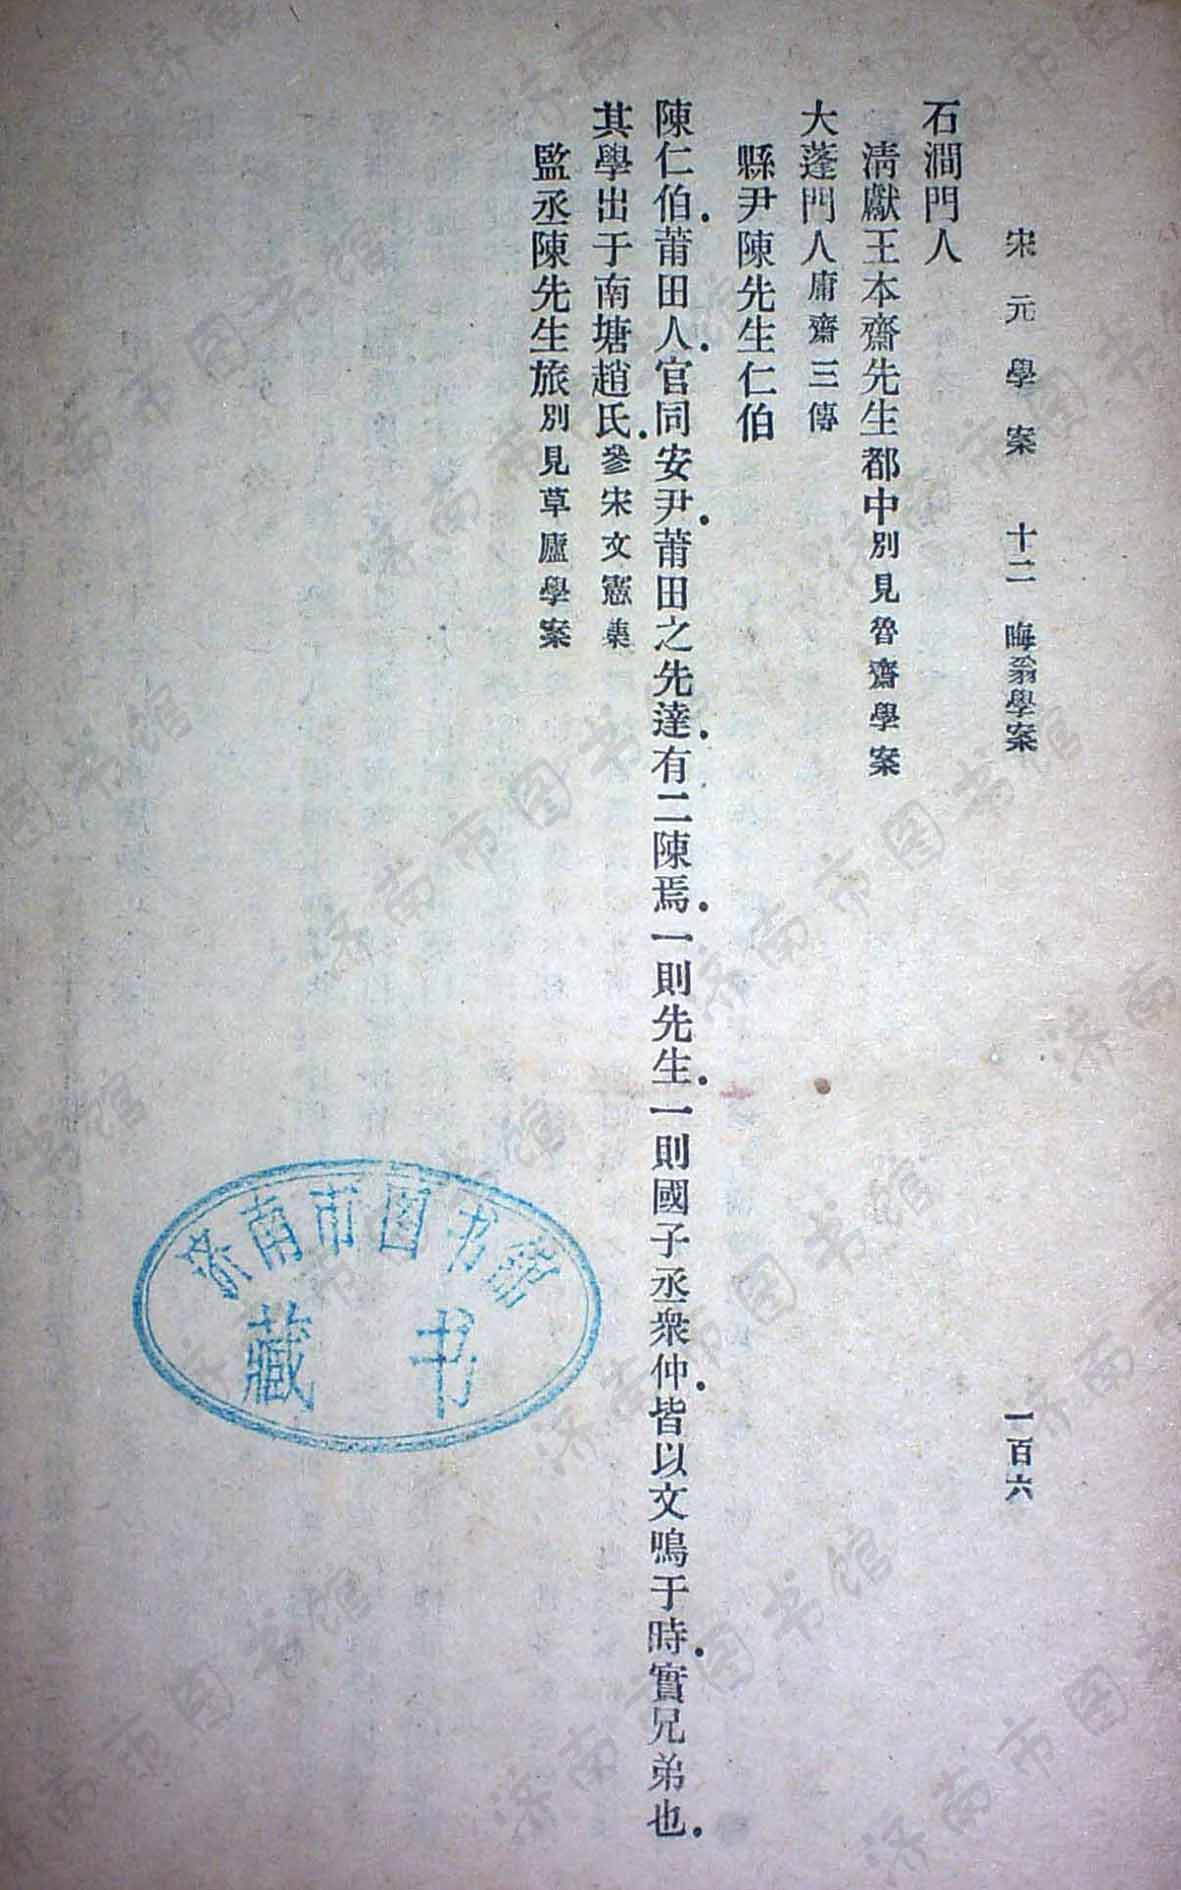 宋元學案 十二 晦翁學案 一百六
石澗門人
清獻王本齋先生都中別見魯齋學案
大蓬門人庸齋三傳
縣尹陳先生仁伯
陳仁伯.莆田人.官同安尹.莆田之先達.有二陳焉.一則先生.一則國子丞衆仲.皆以文鳴于時.實兄弟也.
其學出于南塘趙氏.參宋文憲集
監丞陳先生旅別見草廬學案
济南市图书馆
藏书